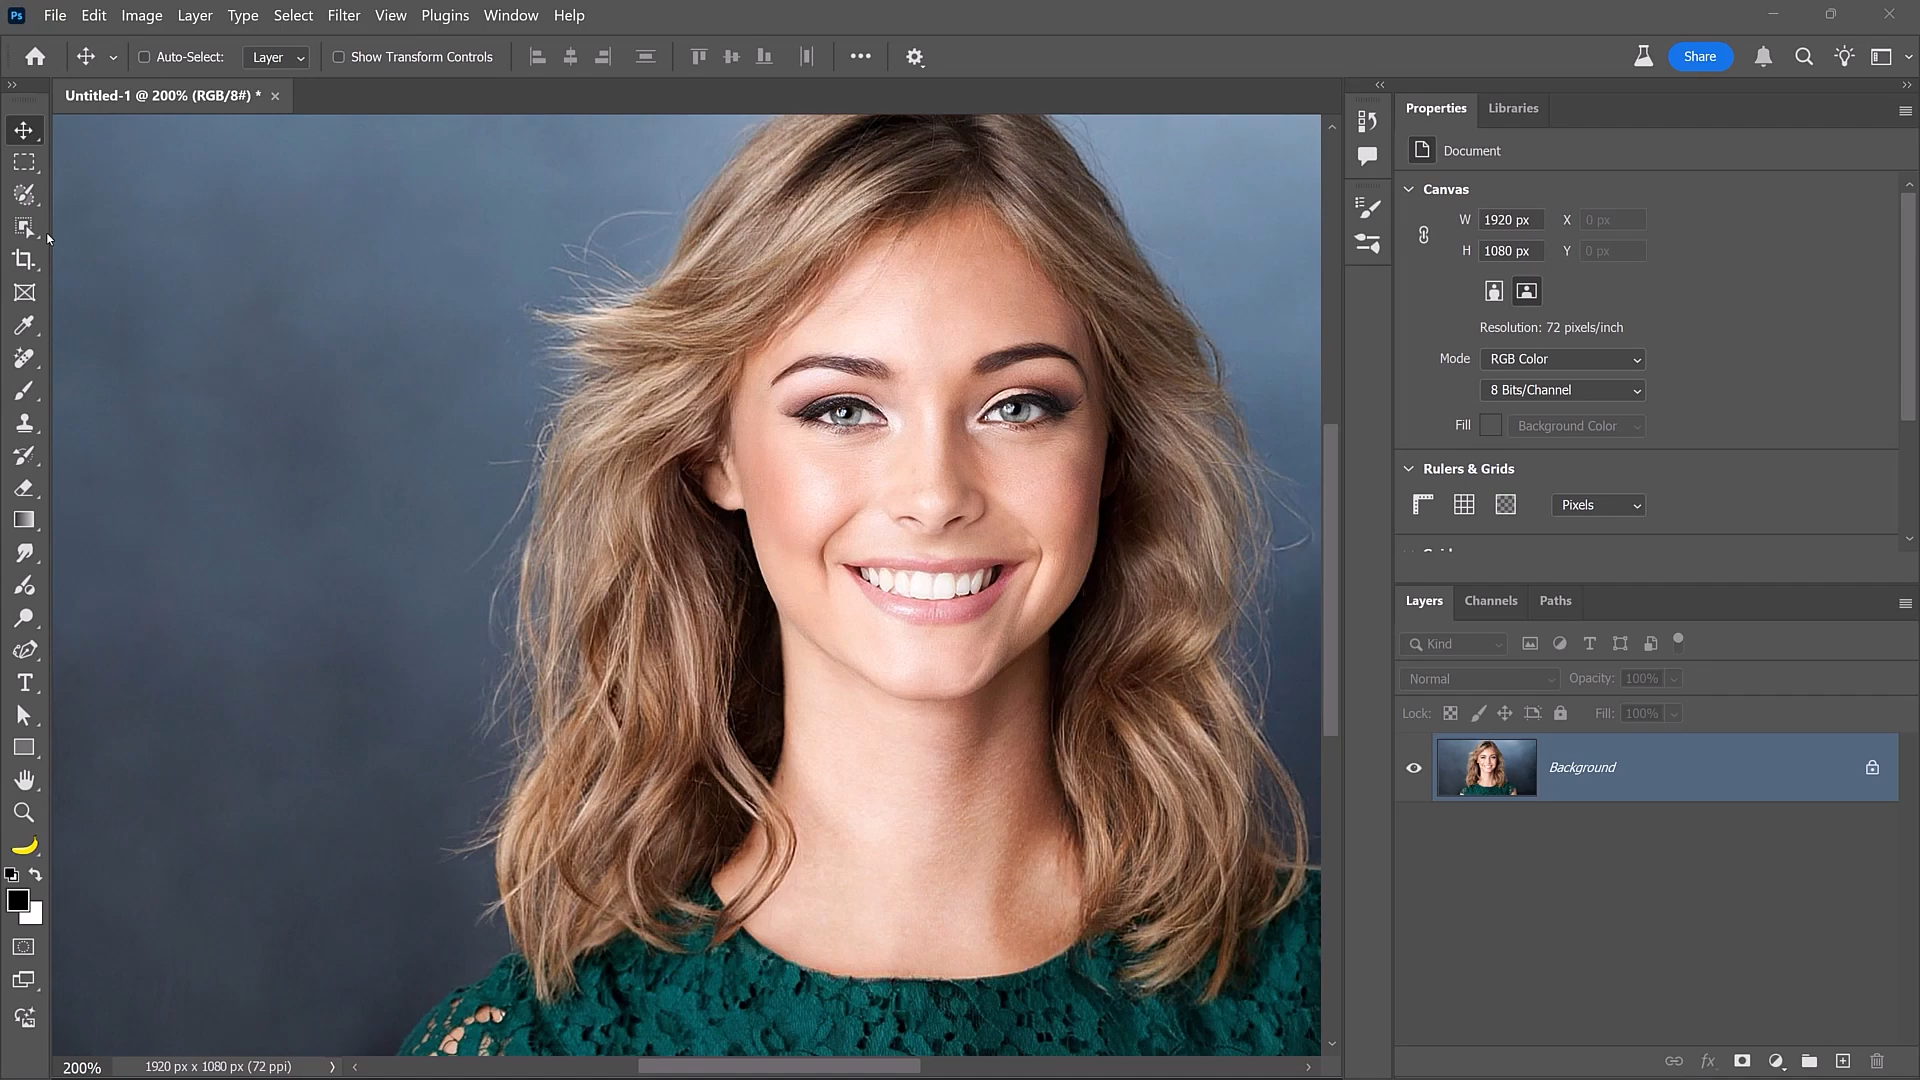 Ps File Edit Image Layer Type Select Filter View Plugins Window Help
Auto-Select: Layer Show Transform Controls Share
Untitled-1 @ 200% (RGB/8#) *
Properties Libraries
Document
Canvas
W 1920 px X 0 px
H 1080 px Y 0 px
Resolution: 72 pixels/inch
Mode RGB Color
8 Bits/Channel
Fill Background Color
Rulers & Grids
Pixels
Layers Channels Paths
Kind
Normal Opacity: 100%
Lock: Fill: 100%
Background
200% 1920 px x 1080 px (72 ppi)